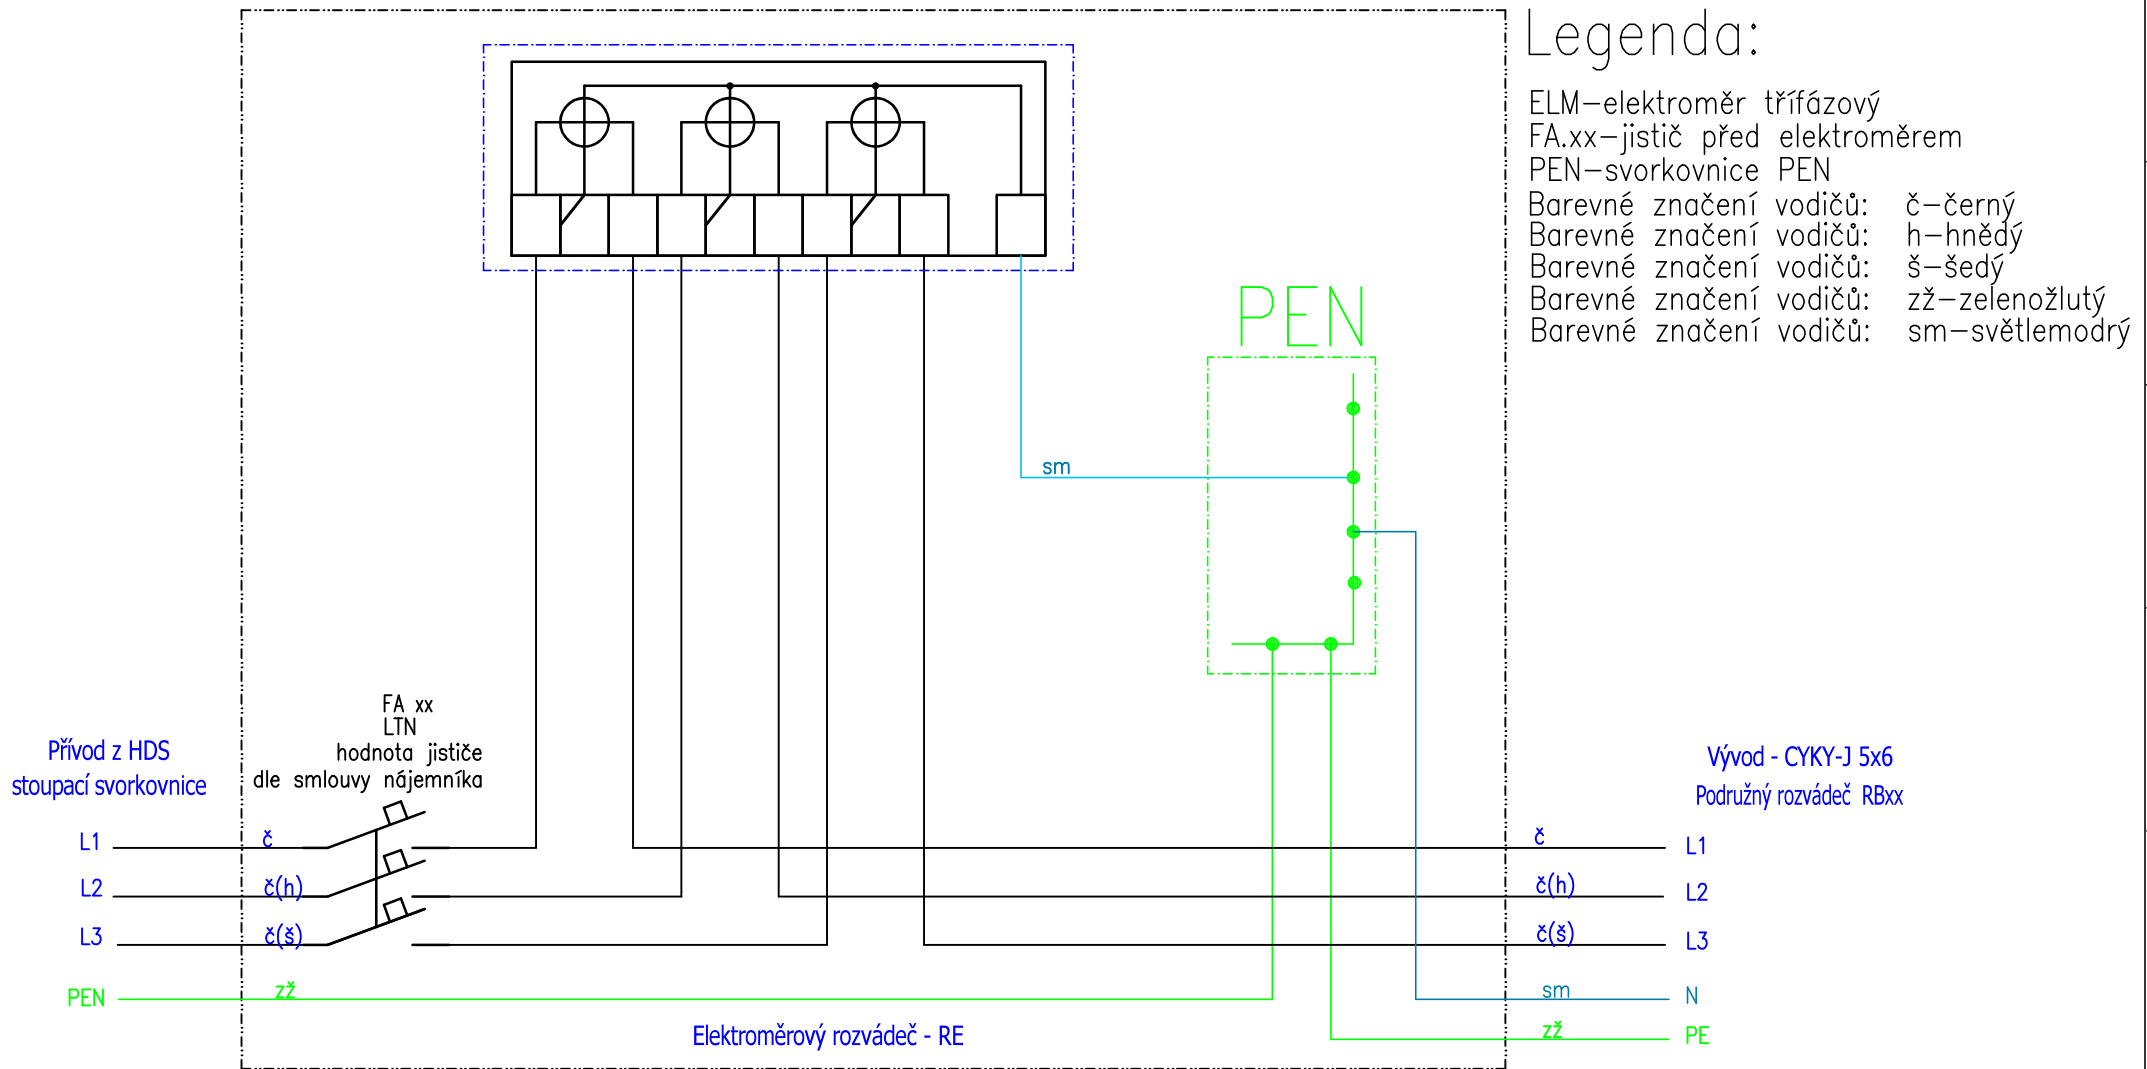 Legenda:
ELM-elektroměr třífázový
FA.xx-jistič před elektroměrem
PEN-svorkovnice PEN
Barevné značení vodičů: č-černý
Barevné značení vodičů: h-hnědý
Barevné značení vodičů: š-šedý
Barevné značení vodičů: zž-zelenožlutý
Barevné značení vodičů: sm-světlemodrý
PEN
sm
FA xx
LTN
hodnota jističe
dle smlouvy nájemníka
Přívod z HDS
stoupací svorkovnice
Vývod - CYKY-J 5x6
Podružný rozváděč RBxx
L1 č č L1
L2 č(h) č(h) L2
L3 č(š) č(š) L3
PEN zž sm N
Elektroměrový rozváděč - RE zž PE